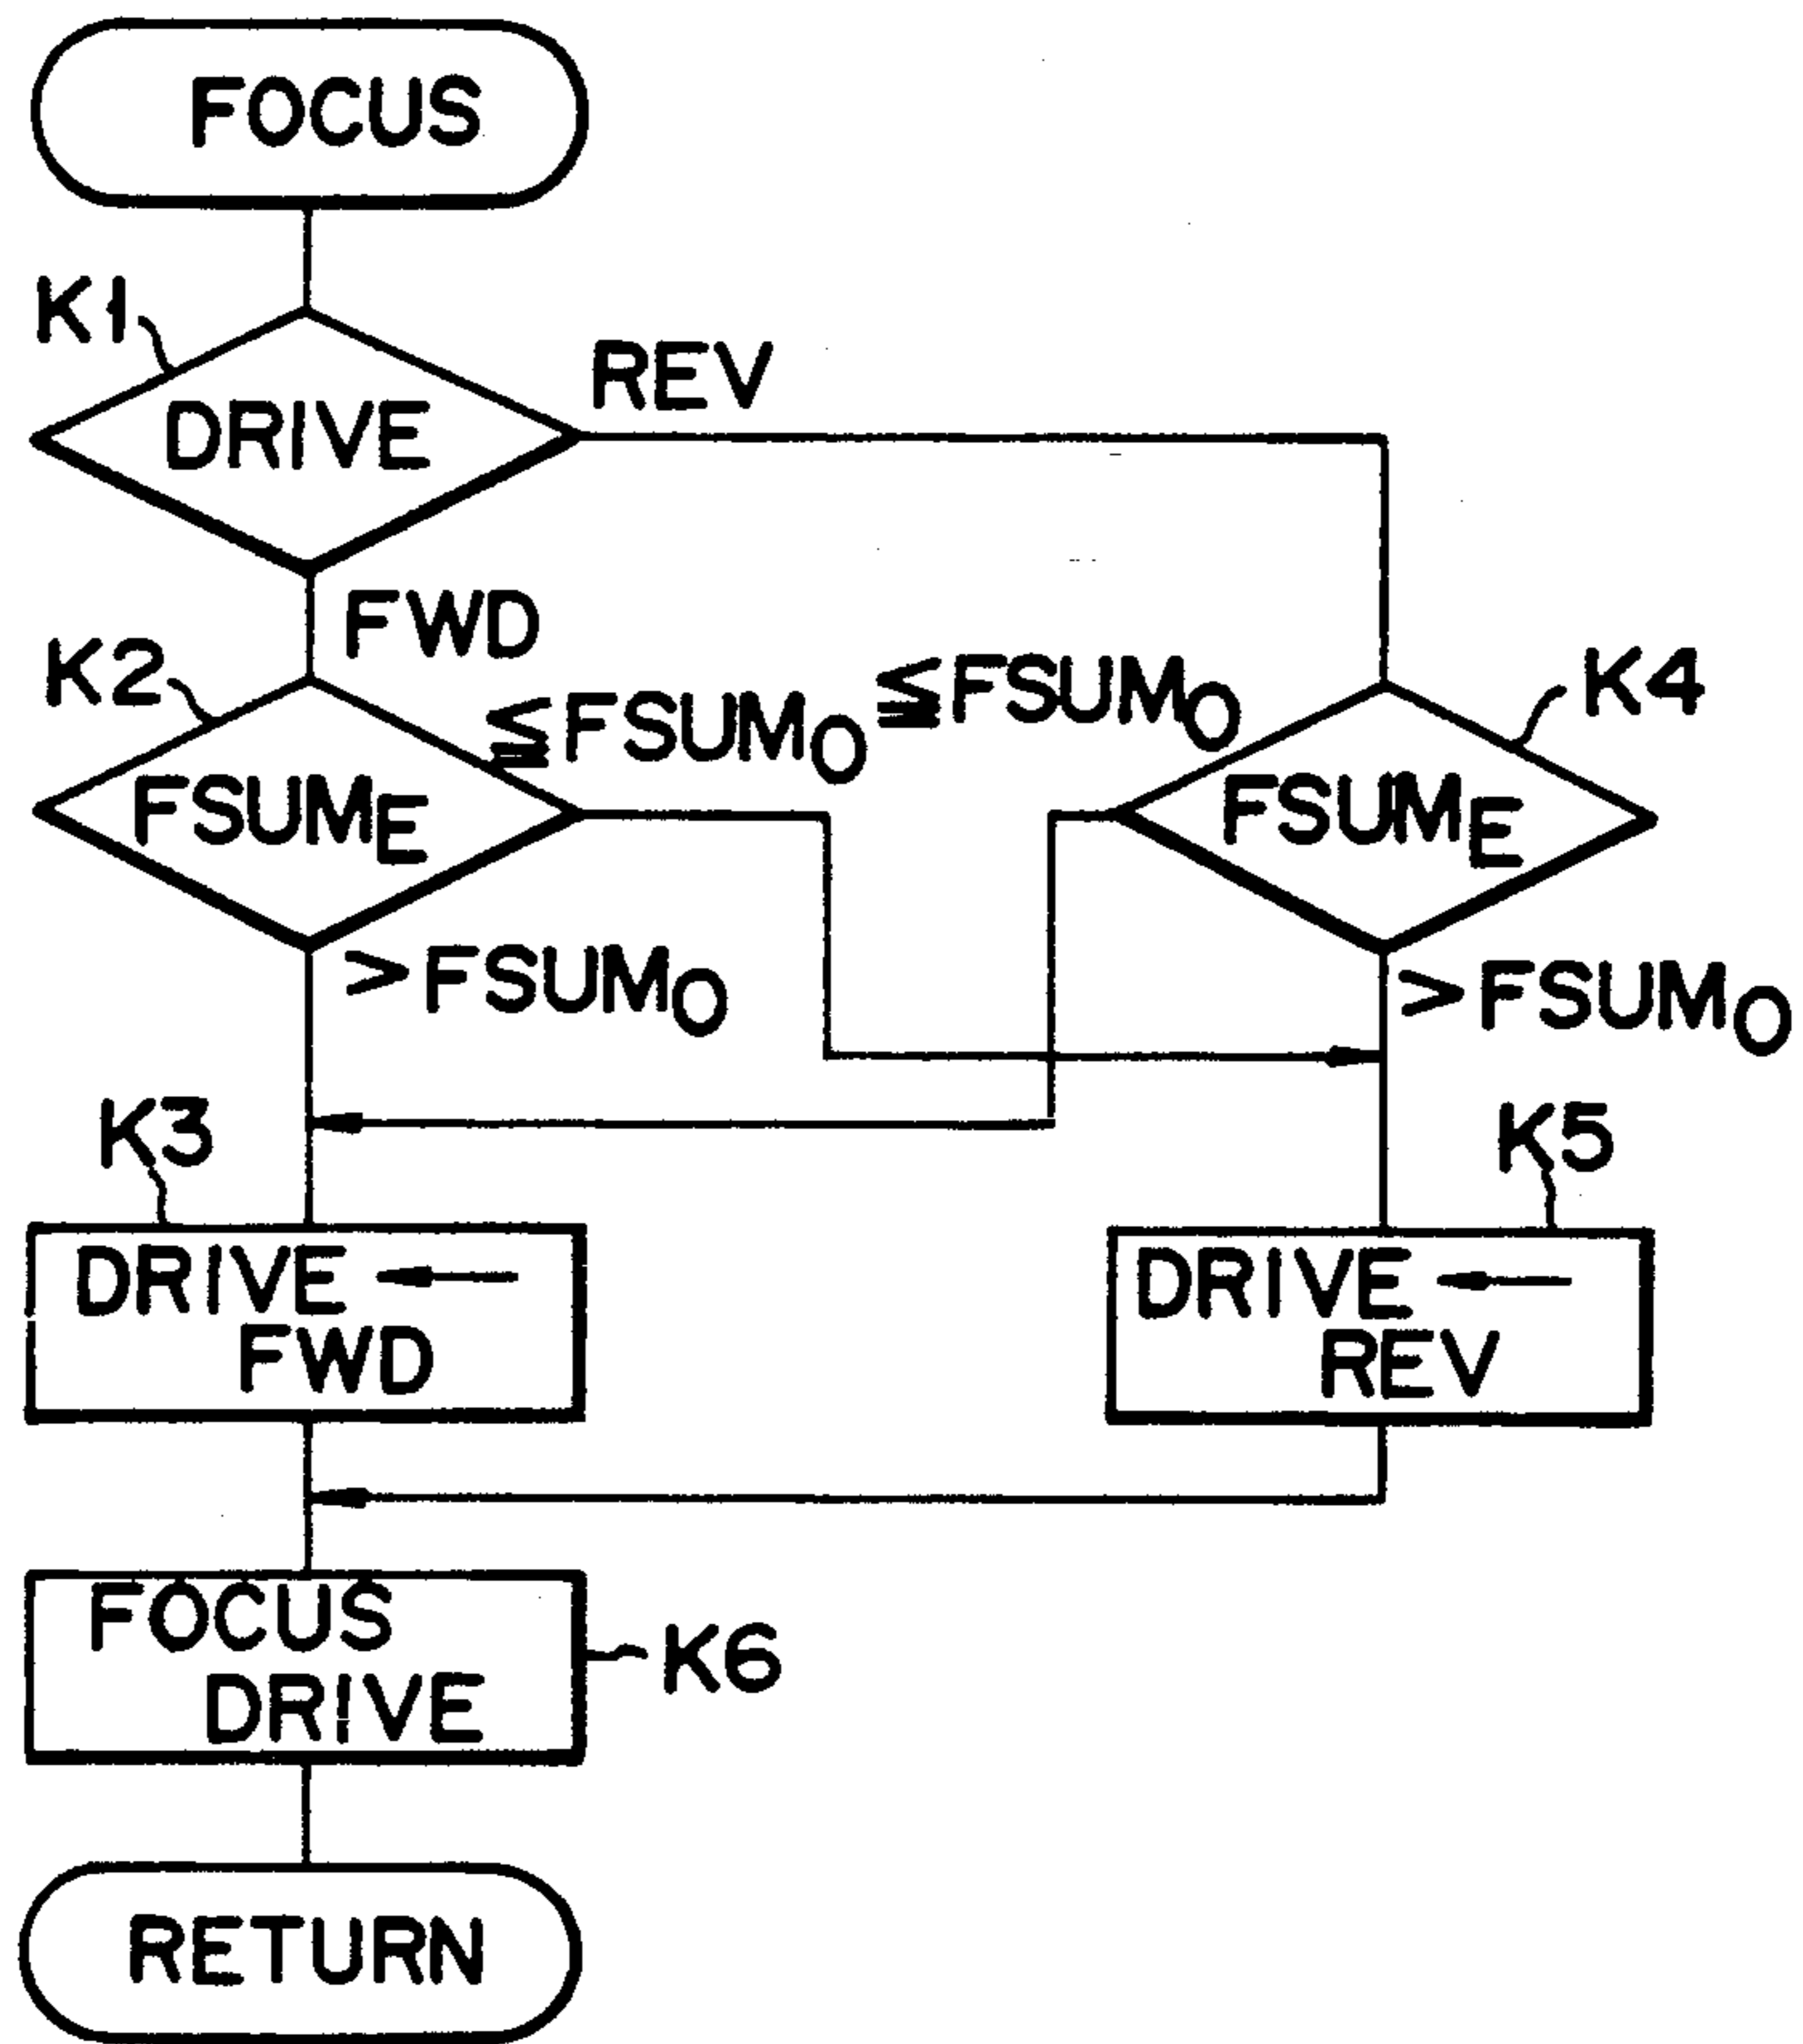 FOCUS
K1
DRIVE
REV
FWD
K2
≦FSUMO
≦FSUMO
K4
FSUME
FSUME
>FSUMO
>FSUMO
K3
K5
DRIVE ←
FWD
DRIVE ←
REV
FOCUS
DRIVE
K6
RETURN